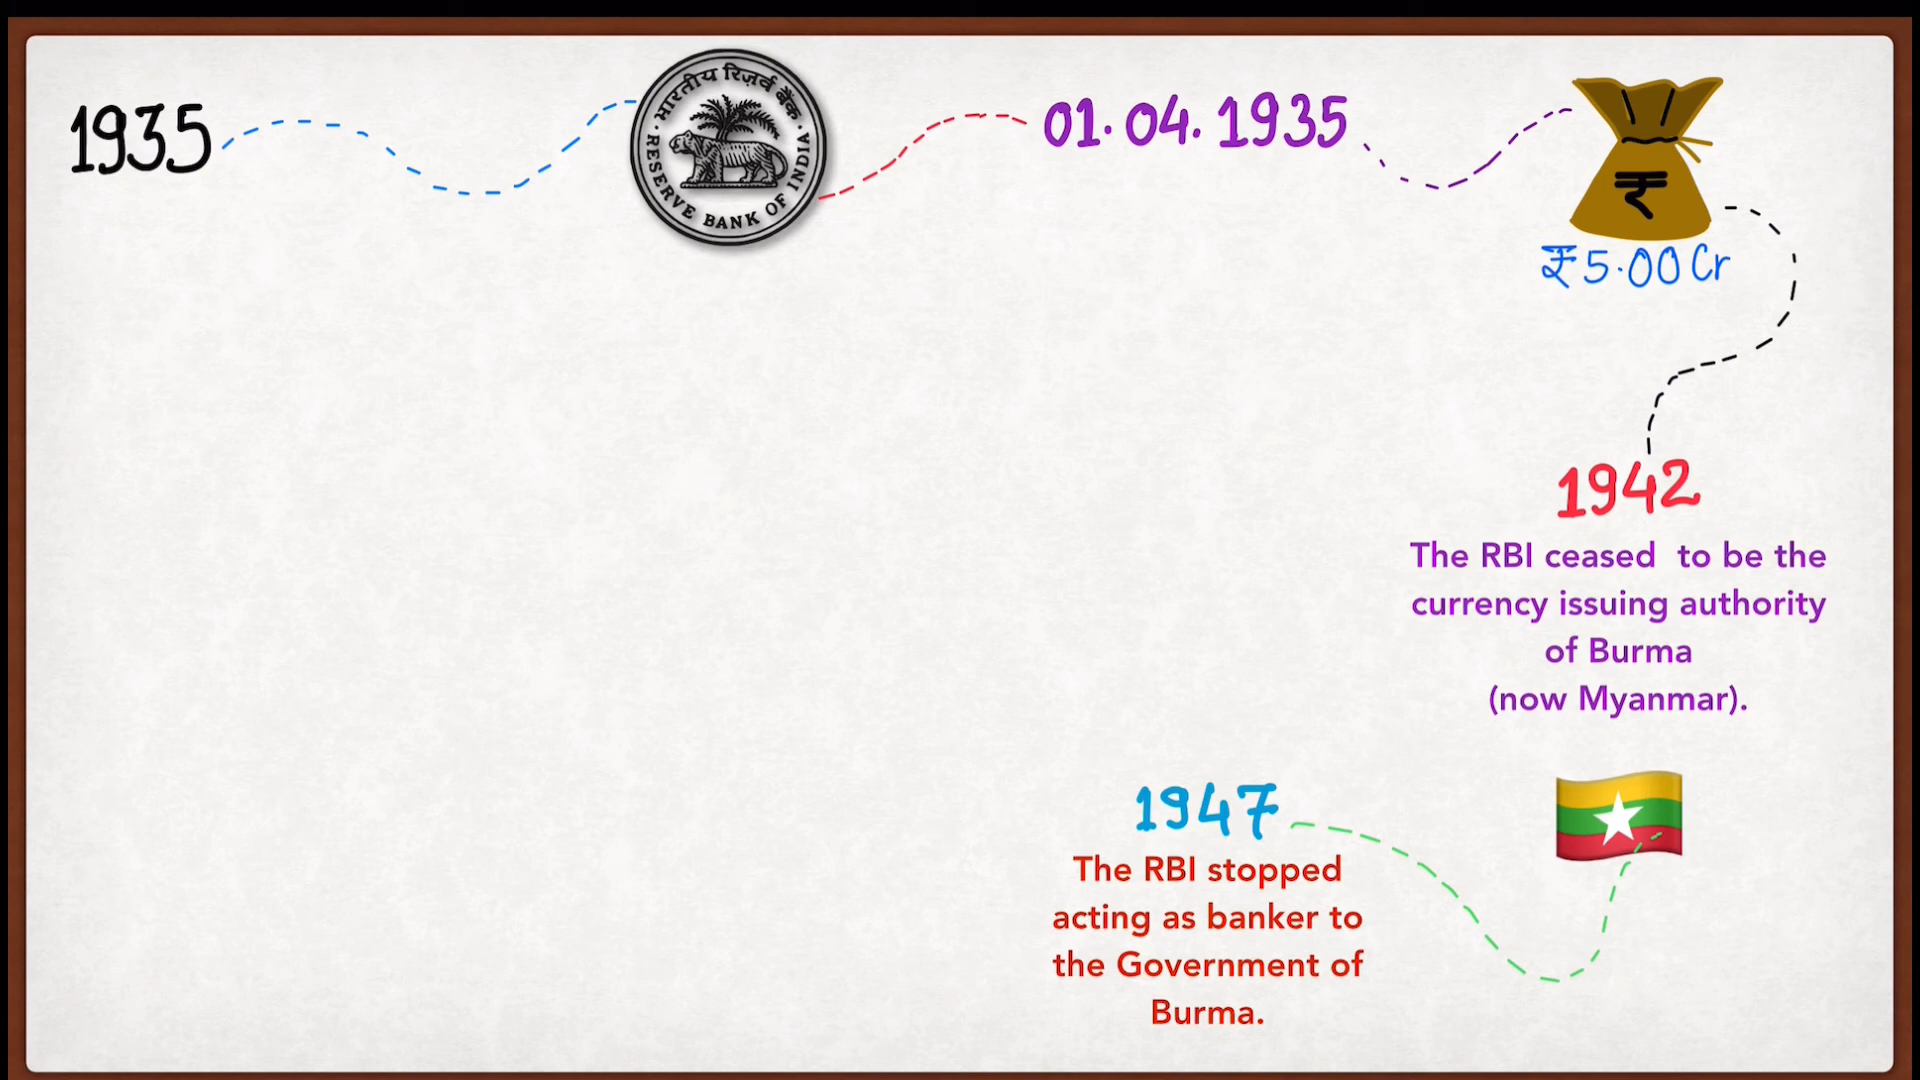 1935
भारतीय रिज़र्व बैंक
RESERVE BANK OF INDIA
01.04.1935
₹
₹5.00 Cr
1942
The RBI ceased to be the
currency issuing authority
of Burma
(now Myanmar).
1947
The RBI stopped
acting as banker to
the Government of
Burma.